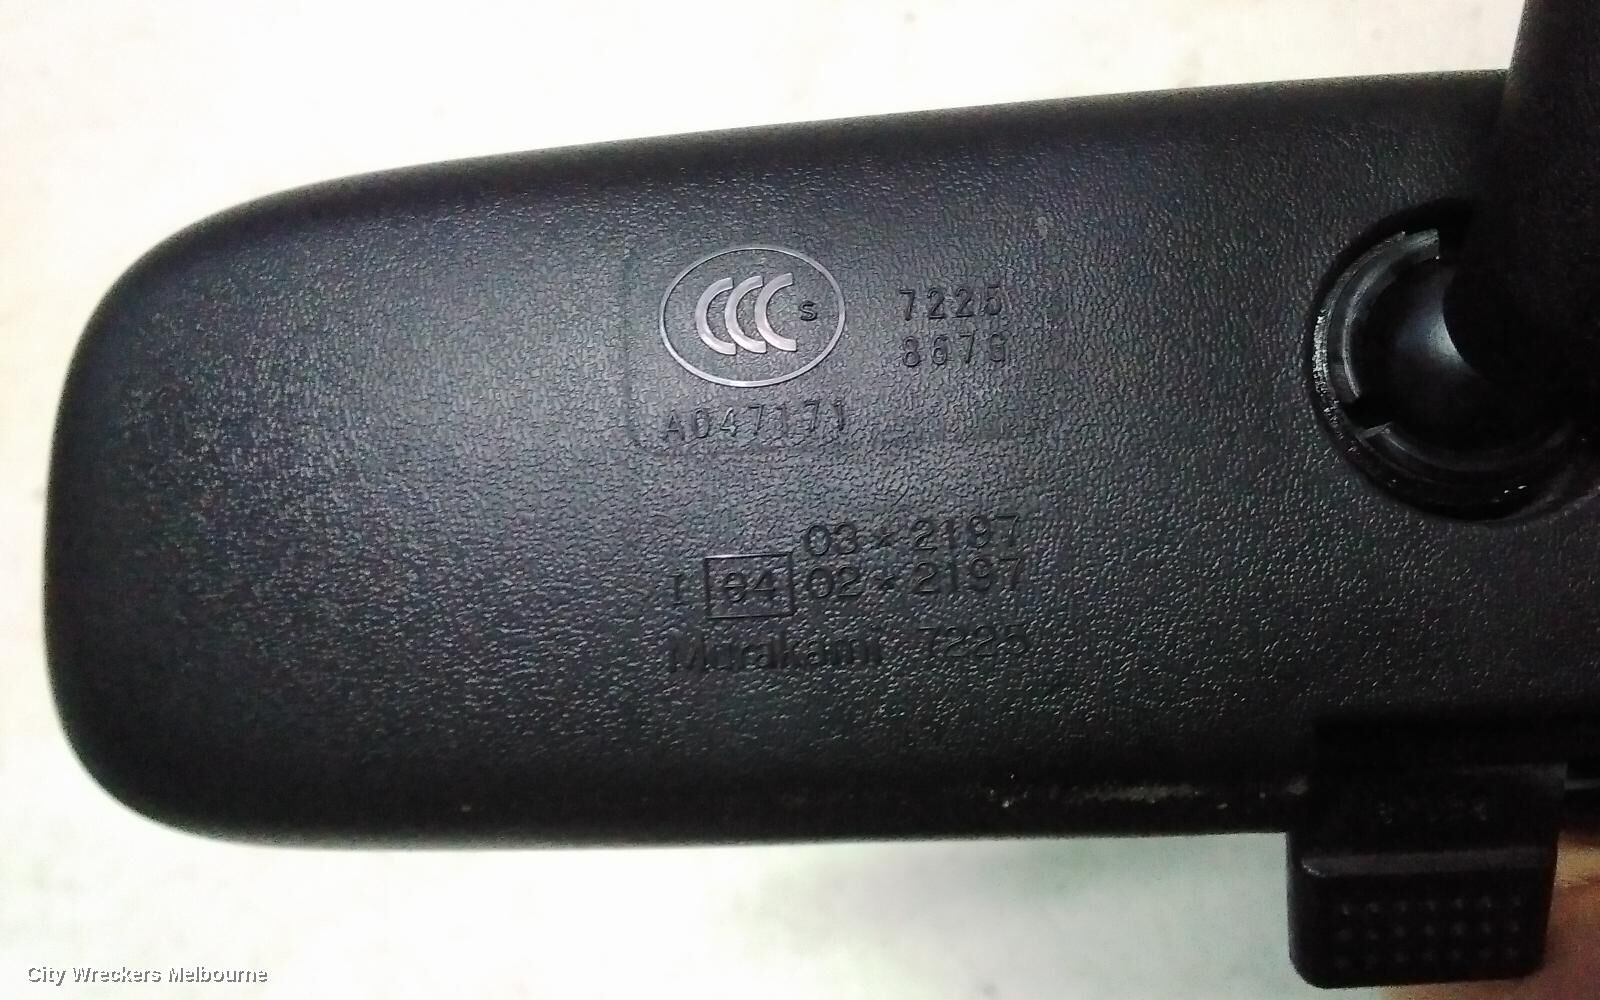 CCC S
7225
8679
A047171
03*2197
I 94 02*2197
Murakami 7225
City Wreckers Melbourne